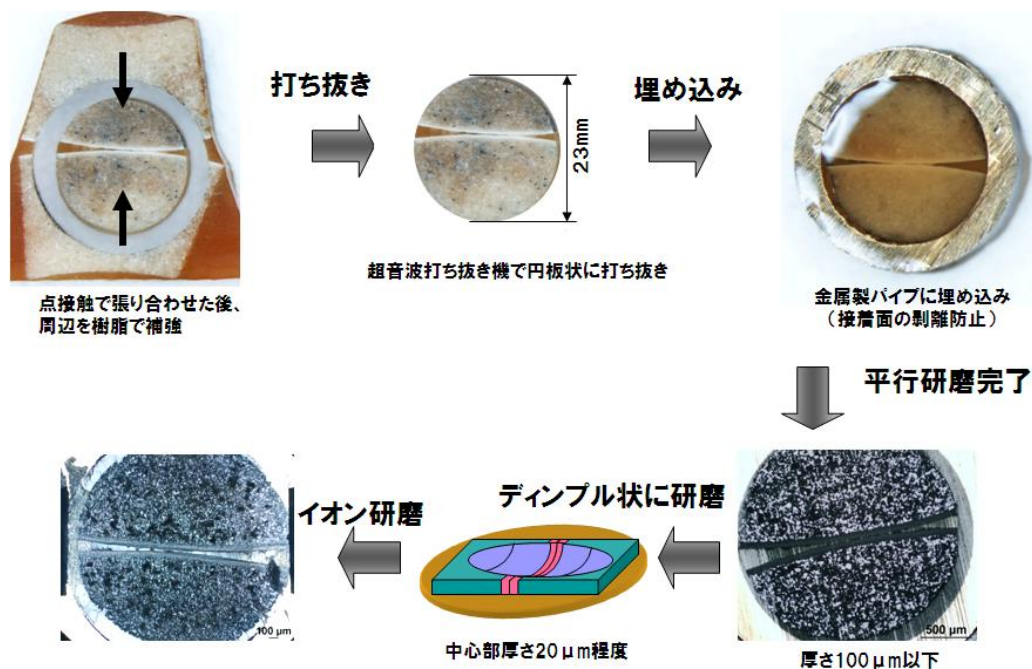 打ち抜き
埋め込み
23mm
超音波打ち抜き機で円板状に打ち抜き
点接触で張り合わせた後、
周辺を樹脂で補強
金属製パイプに埋め込み
(接着面の剥離防止)
平行研磨完了
ディンプル状に研磨
イオン研磨
100 μm
500 μm
中心部厚さ20μm程度
厚さ100μm以下